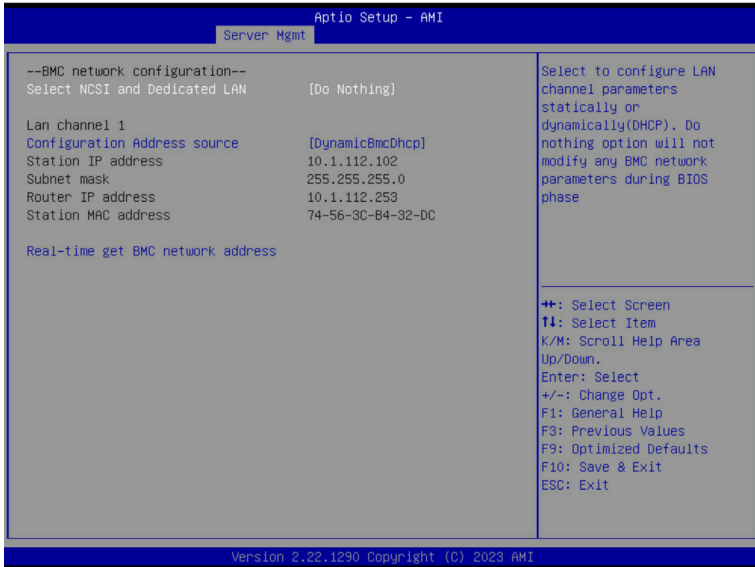 Aptio Setup - AMI
Server Mgmt
--BMC network configuration--
Select NCSI and Dedicated LAN [Do Nothing]
Lan channel 1
Configuration Address source [DynamicBmcDhcp]
Station IP address 10.1.112.102
Subnet mask 255.255.255.0
Router IP address 10.1.112.253
Station MAC address 74-56-3C-B4-32-DC
Real-time get BMC network address
Select to configure LAN
channel parameters
statically or
dynamically(DHCP). Do
nothing option will not
modify any BMC network
parameters during BIOS
phase
→←: Select Screen
↑↓: Select Item
K/M: Scroll Help Area
Up/Down.
Enter: Select
+/-: Change Opt.
F1: General Help
F3: Previous Values
F9: Optimized Defaults
F10: Save & Exit
ESC: Exit
Version 2.22.1290 Copyright (C) 2023 AMI